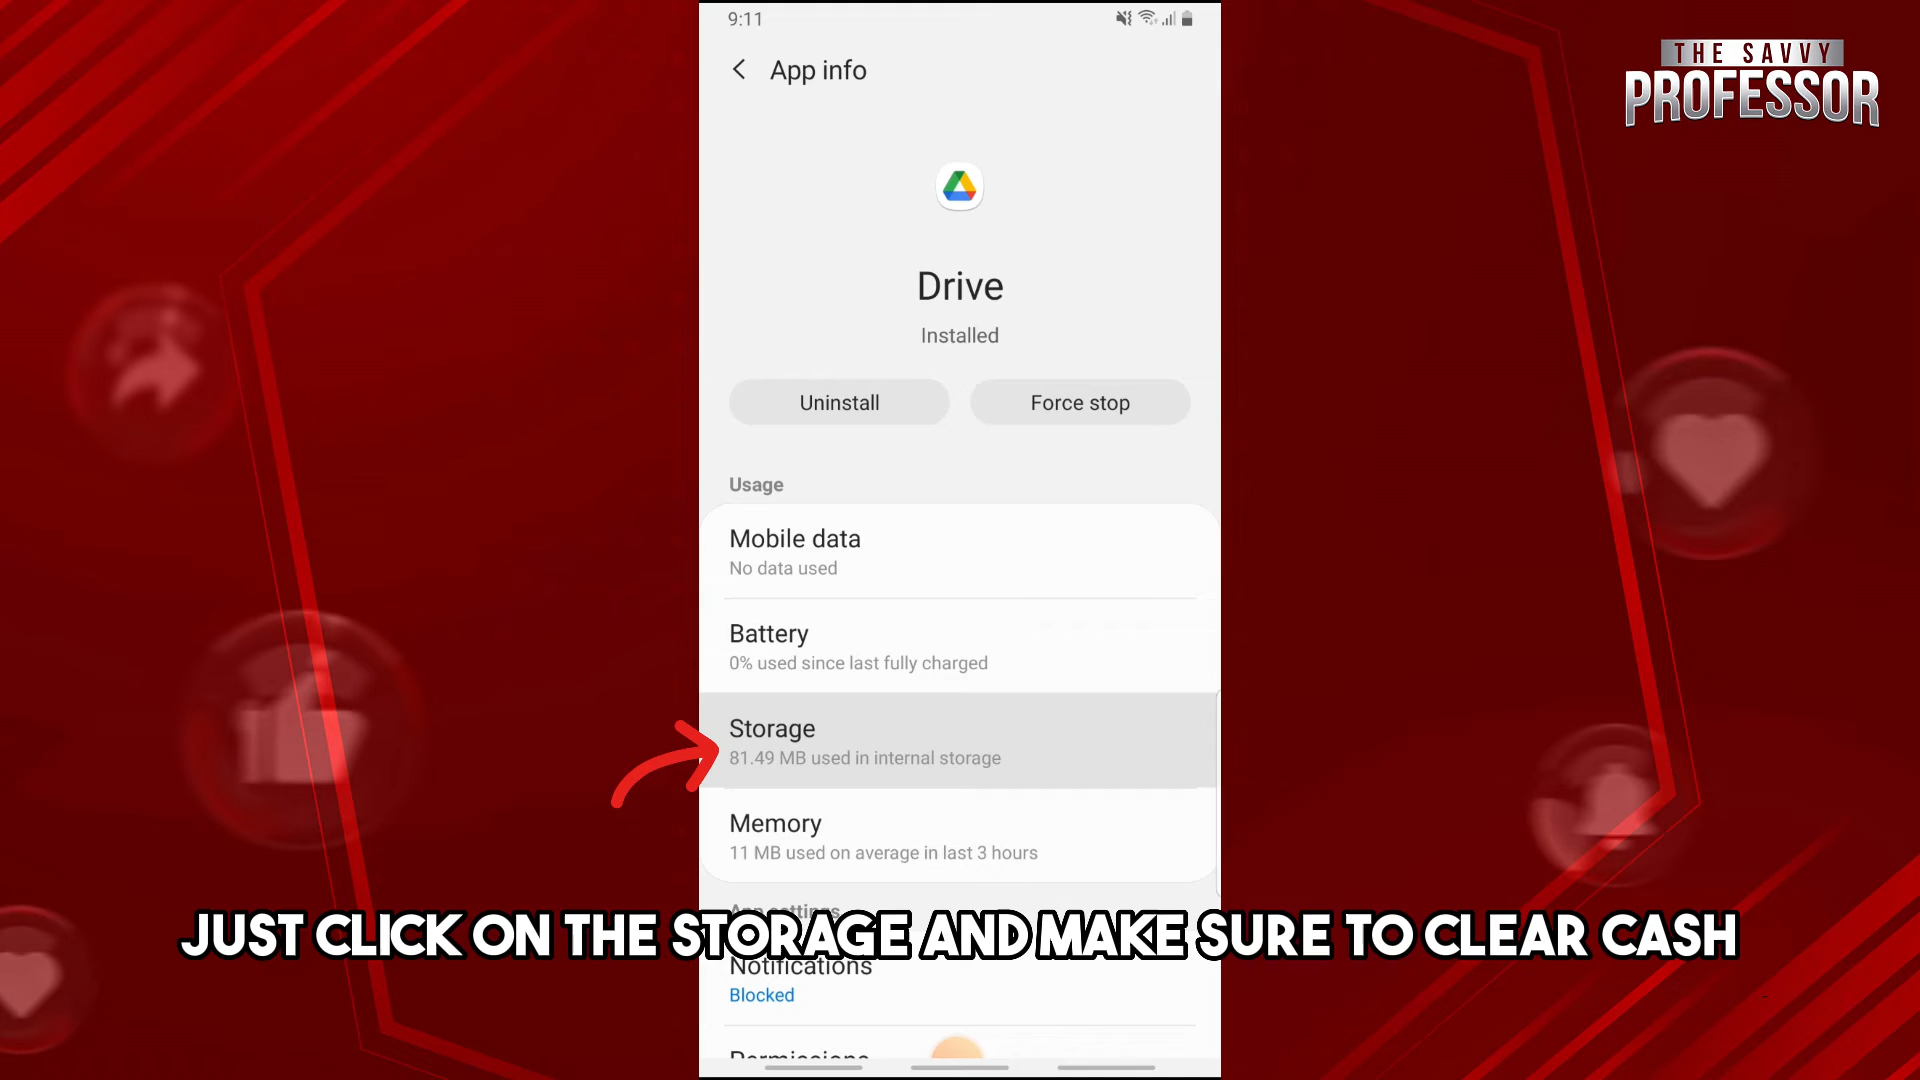 9:11
App info
THE SAVVY
PROFESSOR
Drive
Installed
Uninstall
Force stop
Usage
Mobile data
No data used
Battery
0% used since last fully charged
Storage
81.49 MB used in internal storage
Memory
11 MB used on average in last 3 hours
App settings
JUST CLICK ON THE STORAGE AND MAKE SURE TO CLEAR CASH
Notifications
Blocked
Permissions